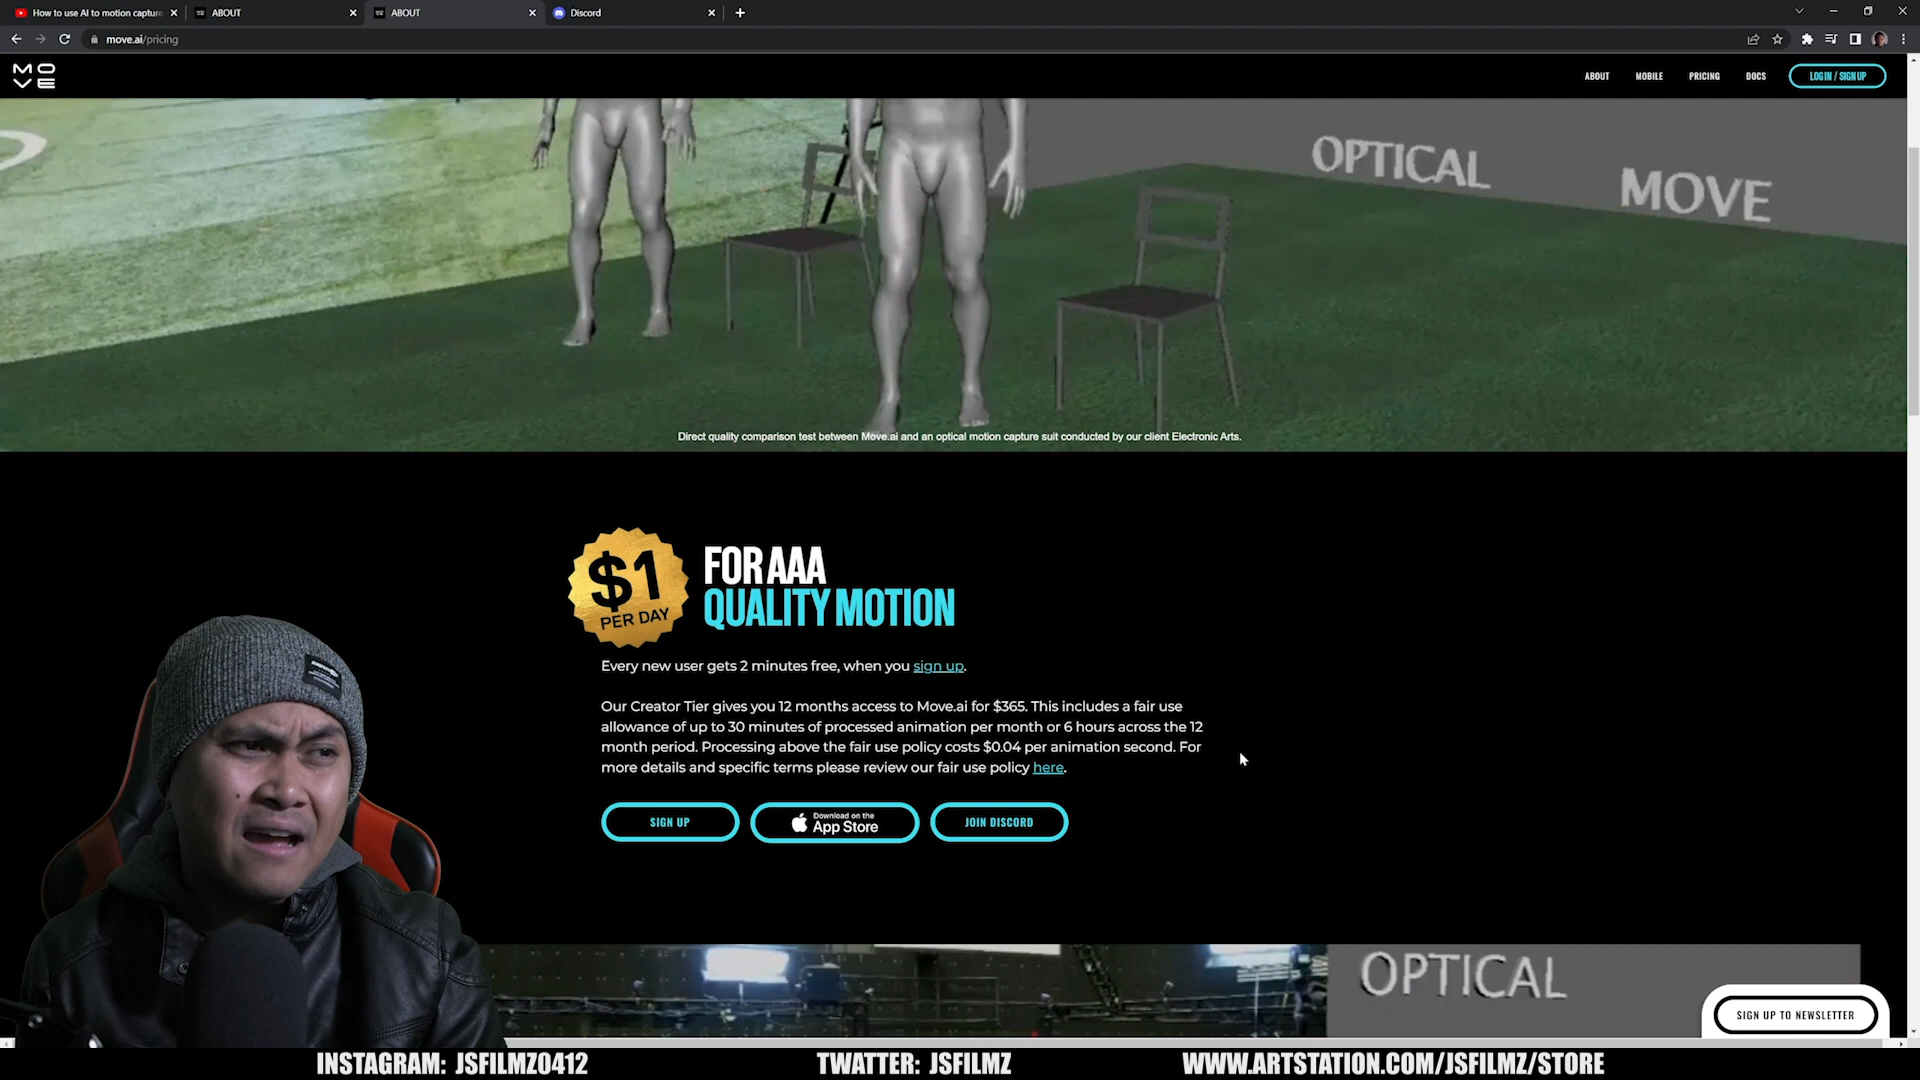 How to use AI to motion capture
ABOUT
ABOUT
Discord
move.ai/pricing
MO
VE
ABOUT
MOBILE
PRICING
DOCS
LOGIN / SIGN UP
OPTICAL
MOVE
Direct quality comparison test between Move.ai and an optical motion capture suit conducted by our client Electronic Arts.
$1
PER DAY
FOR AAA
QUALITY MOTION
Every new user gets 2 minutes free, when you sign up.
Our Creator Tier gives you 12 months access to Move.ai for $365. This includes a fair use
allowance of up to 30 minutes of processed animation per month or 6 hours across the 12
month period. Processing above the fair use policy costs $0.04 per animation second. For
more details and specific terms please review our fair use policy here.
SIGN UP
Download on the
App Store
JOIN DISCORD
OPTICAL
SIGN UP TO NEWSLETTER
INSTAGRAM: JSFILMZ0412
TWATTER: JSFILMZ
WWW.ARTSTATION.COM/JSFILMZ/STORE